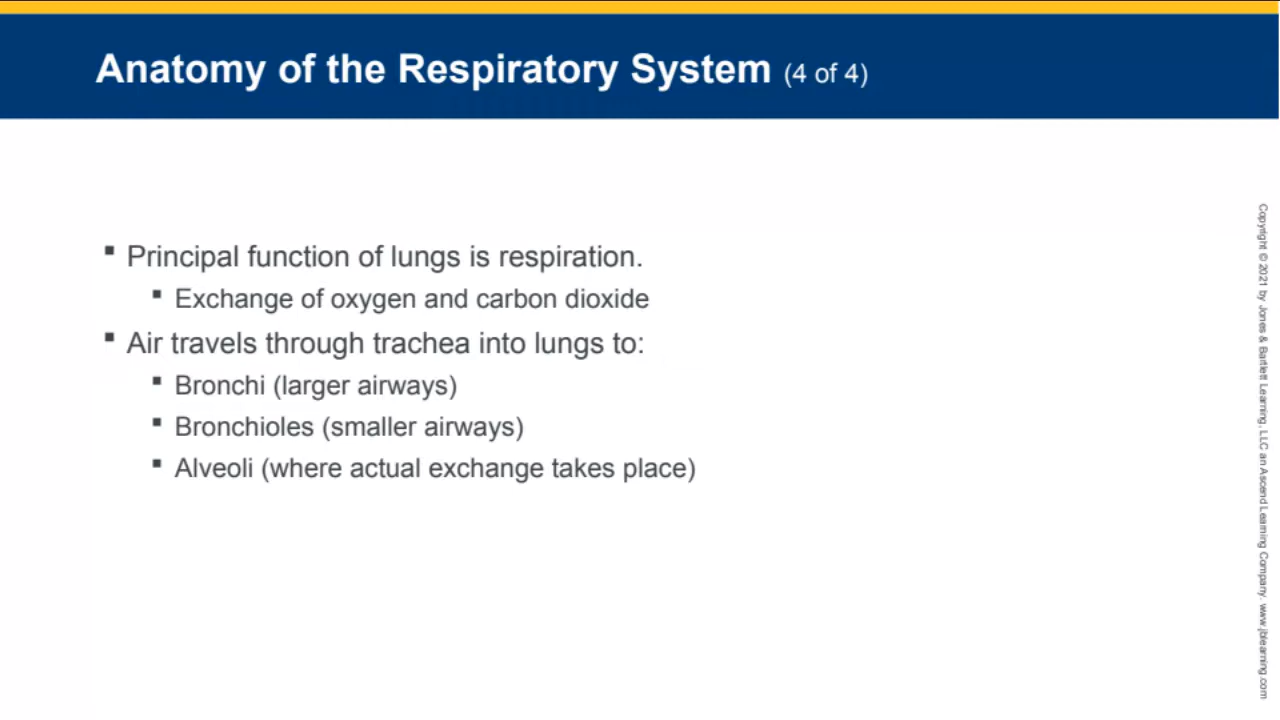 Anatomy of the Respiratory System (4 of 4)
▪ Principal function of lungs is respiration.
▪ Exchange of oxygen and carbon dioxide
▪ Air travels through trachea into lungs to:
▪ Bronchi (larger airways)
▪ Bronchioles (smaller airways)
▪ Alveoli (where actual exchange takes place)
Copyright © 2021 by Jones & Bartlett Learning, LLC an Ascend Learning Company. www.jblearning.com